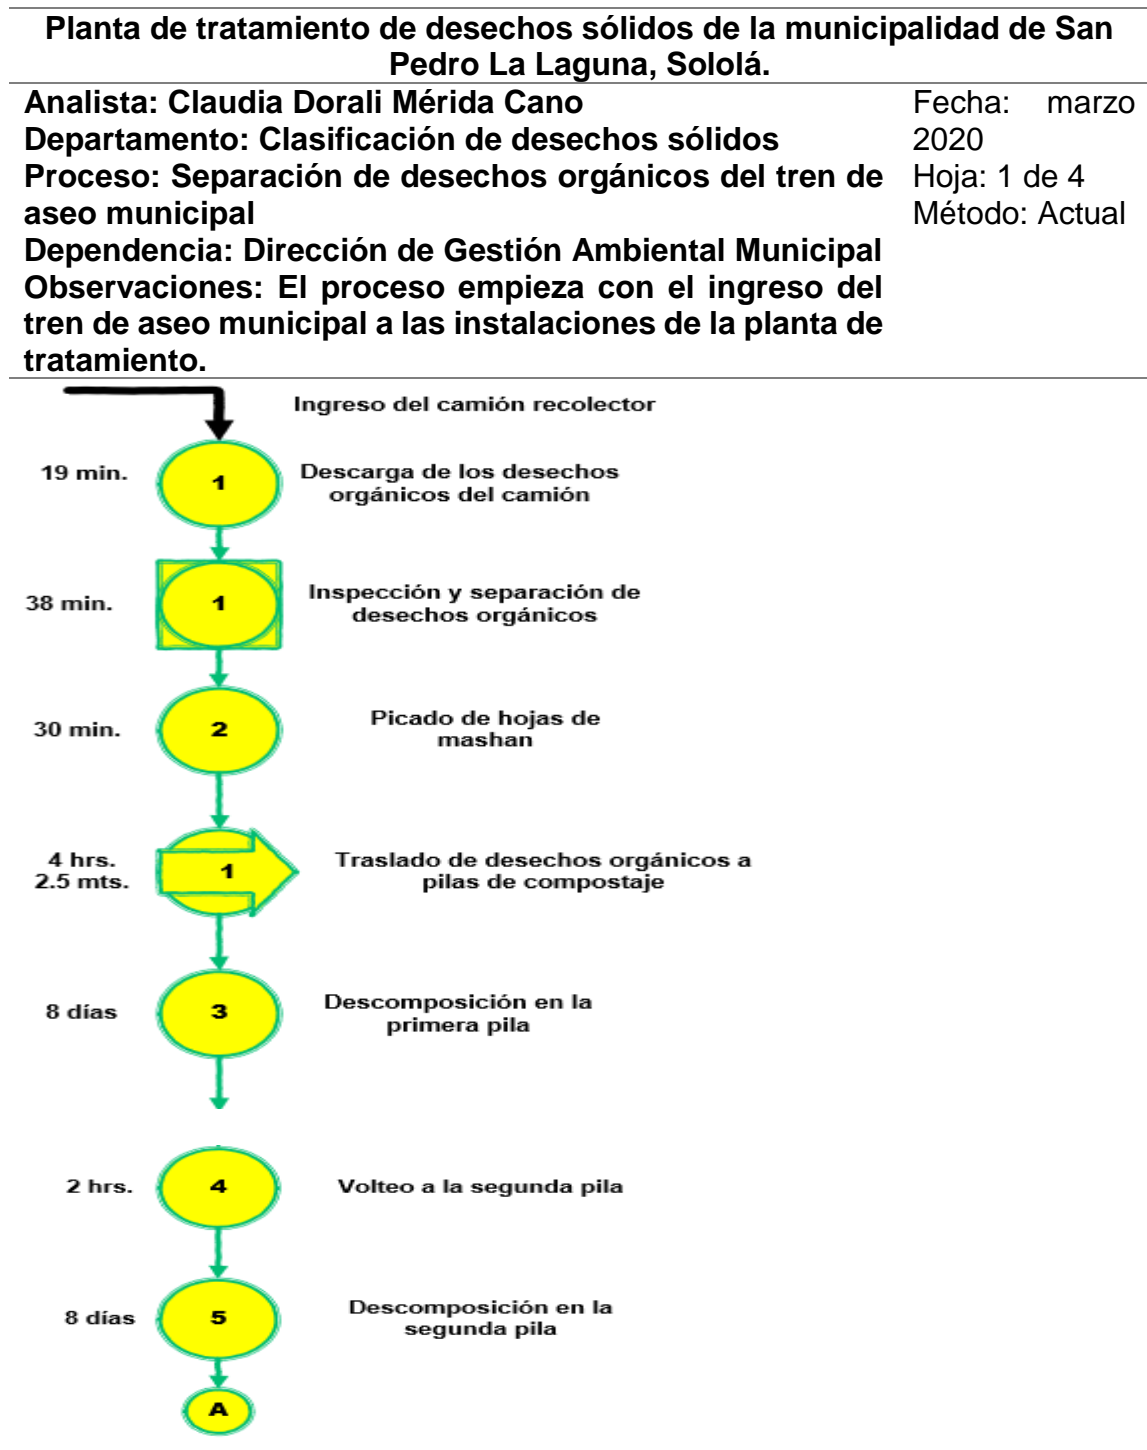 Planta de tratamiento de desechos sólidos de la municipalidad de San
Pedro La Laguna, Sololá.
Analista: Claudia Dorali Mérida Cano
Departamento: Clasificación de desechos sólidos
Proceso: Separación de desechos orgánicos del tren de
aseo municipal
Dependencia: Dirección de Gestión Ambiental Municipal
Observaciones: El proceso empieza con el ingreso del
tren de aseo municipal a las instalaciones de la planta de
tratamiento.
Fecha: marzo
2020
Hoja: 1 de 4
Método: Actual
Ingreso del camión recolector
19 min.
1
Descarga de los desechos
orgánicos del camión
38 min.
1
Inspección y separación de
desechos orgánicos
30 min.
2
Picado de hojas de
mashan
4 hrs.
2.5 mts.
1
Traslado de desechos orgánicos a
pilas de compostaje
8 días
3
Descomposición en la
primera pila
2 hrs.
4
Volteo a la segunda pila
8 días
5
Descomposición en la
segunda pila
A